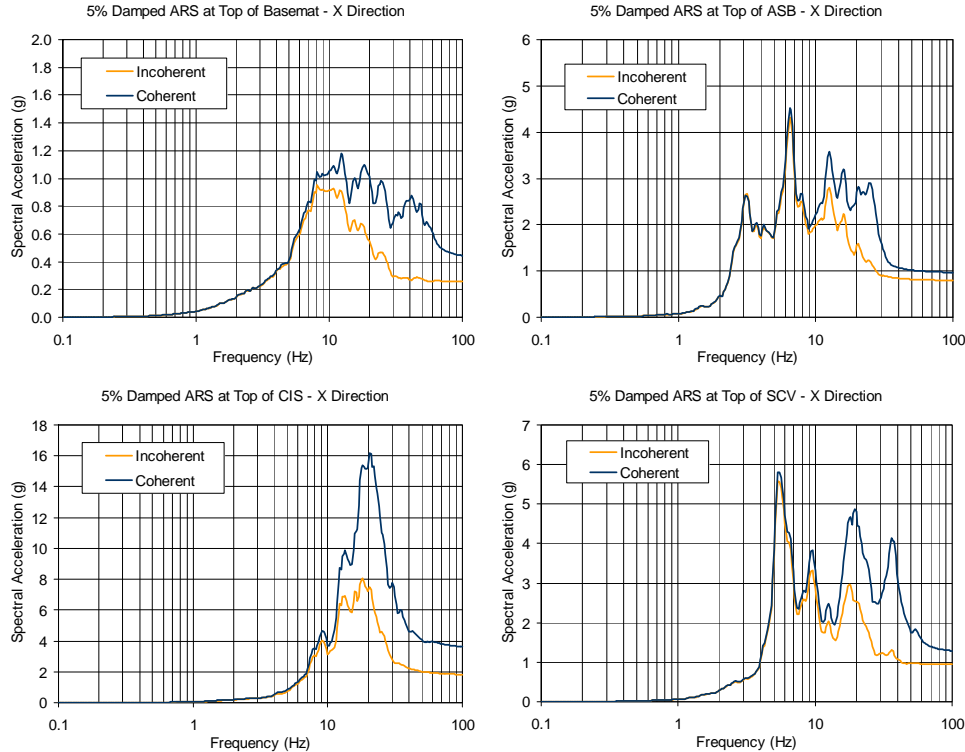 5% Damped ARS at Top of Basemat - X Direction
Spectral Acceleration (g)
2.0
1.8
1.6
1.4
1.2
1.0
0.8
0.6
0.4
0.2
0.0
Incoherent
Coherent
0.1
1
10
100
Frequency (Hz)
5% Damped ARS at Top of ASB - X Direction
Spectral Acceleration (g)
6
5
4
3
2
1
0
Incoherent
Coherent
0.1
1
10
100
Frequency (Hz)
5% Damped ARS at Top of CIS - X Direction
Spectral Acceleration (g)
18
16
14
12
10
8
6
4
2
0
Incoherent
Coherent
0.1
1
10
100
Frequency (Hz)
5% Damped ARS at Top of SCV - X Direction
Spectral Acceleration (g)
7
6
5
4
3
2
1
0
Incoherent
Coherent
0.1
1
10
100
Frequency (Hz)